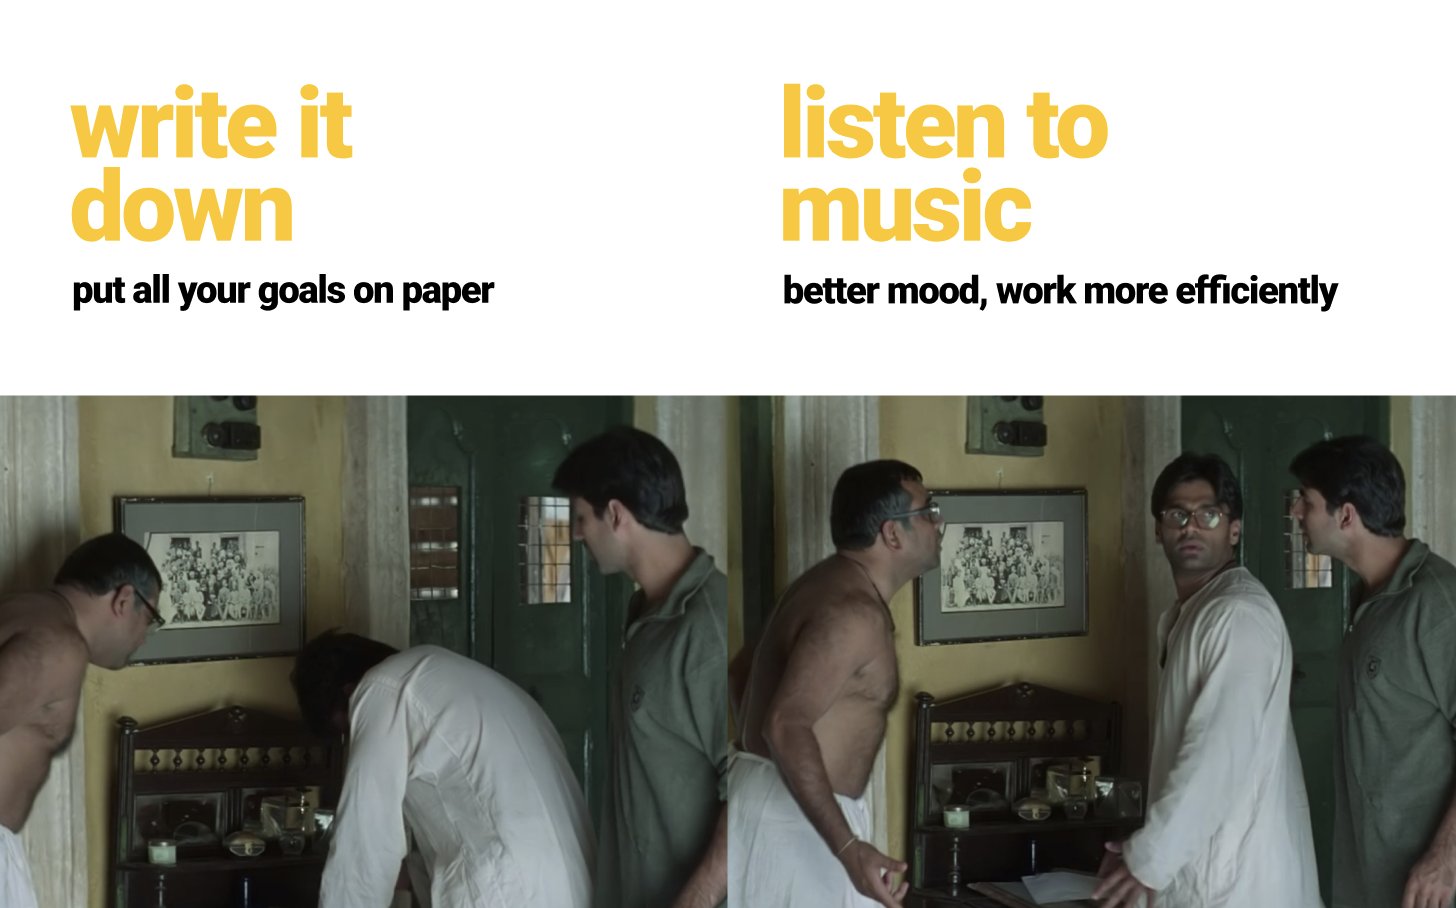 write it
down
put all your goals on paper
listen to
music
better mood, work more efficiently